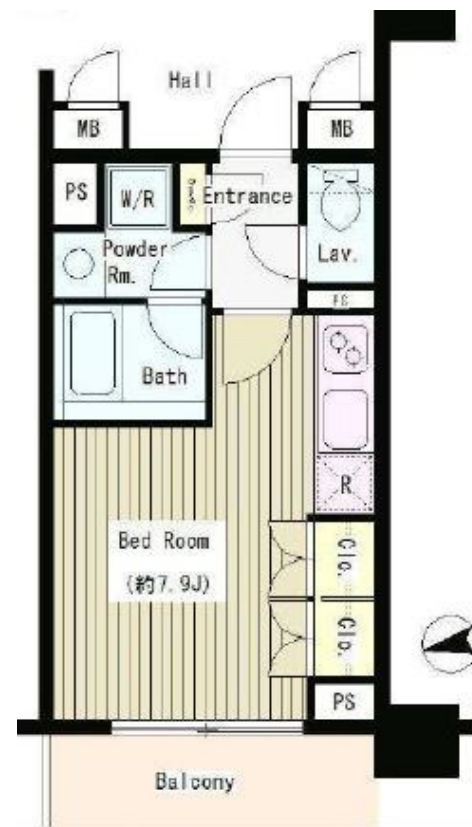 Hall
MB
MB
PS
W/R
Entrance
Powder
Rm.
Lav.
PS
Bath
R
Bed Room
(約7.9J)
Clo.
Clo.
PS
Balcony